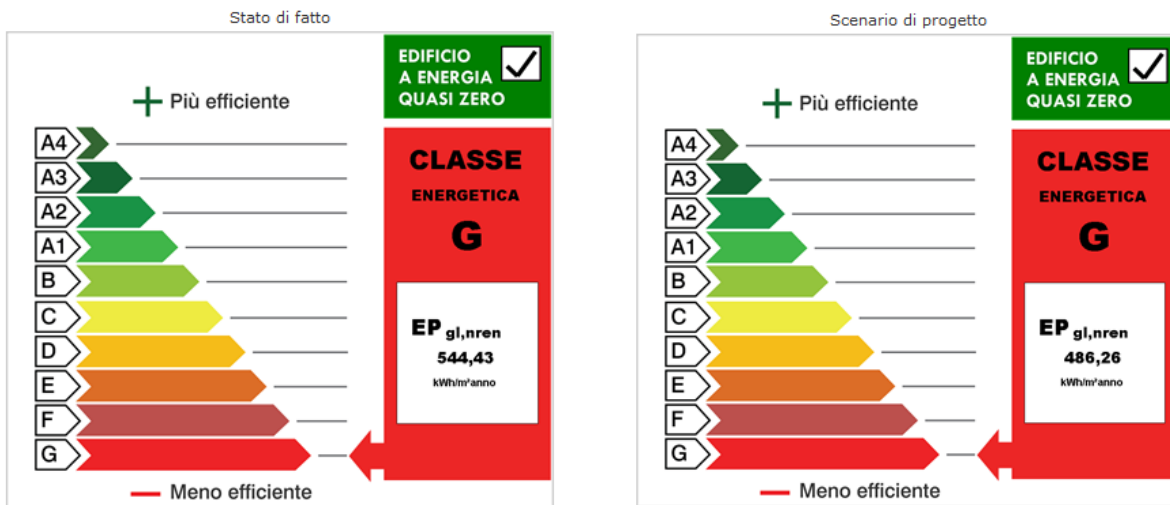 Stato di fatto
EDIFICIO
A ENERGIA
QUASI ZERO
Più efficiente
A4
A3
A2
A1
B
C
D
E
F
G
CLASSE
ENERGETICA
G
EP gl,nren
544,43
kWh/m²anno
Meno efficiente
Scenario di progetto
EDIFICIO
A ENERGIA
QUASI ZERO
Più efficiente
A4
A3
A2
A1
B
C
D
E
F
G
CLASSE
ENERGETICA
G
EP gl,nren
486,26
kWh/m²anno
Meno efficiente